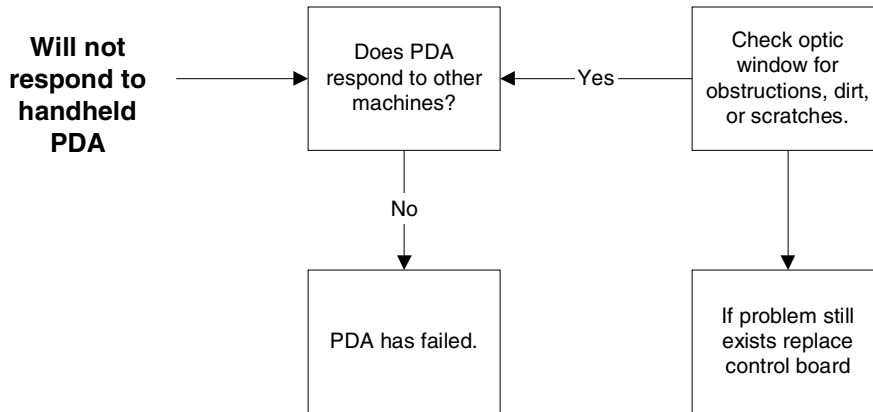 Will not
respond to
handheld
PDA
Does PDA
respond to other
machines?
Yes
Check optic
window for
obstructions, dirt,
or scratches.
No
PDA has failed.
If problem still
exists replace
control board